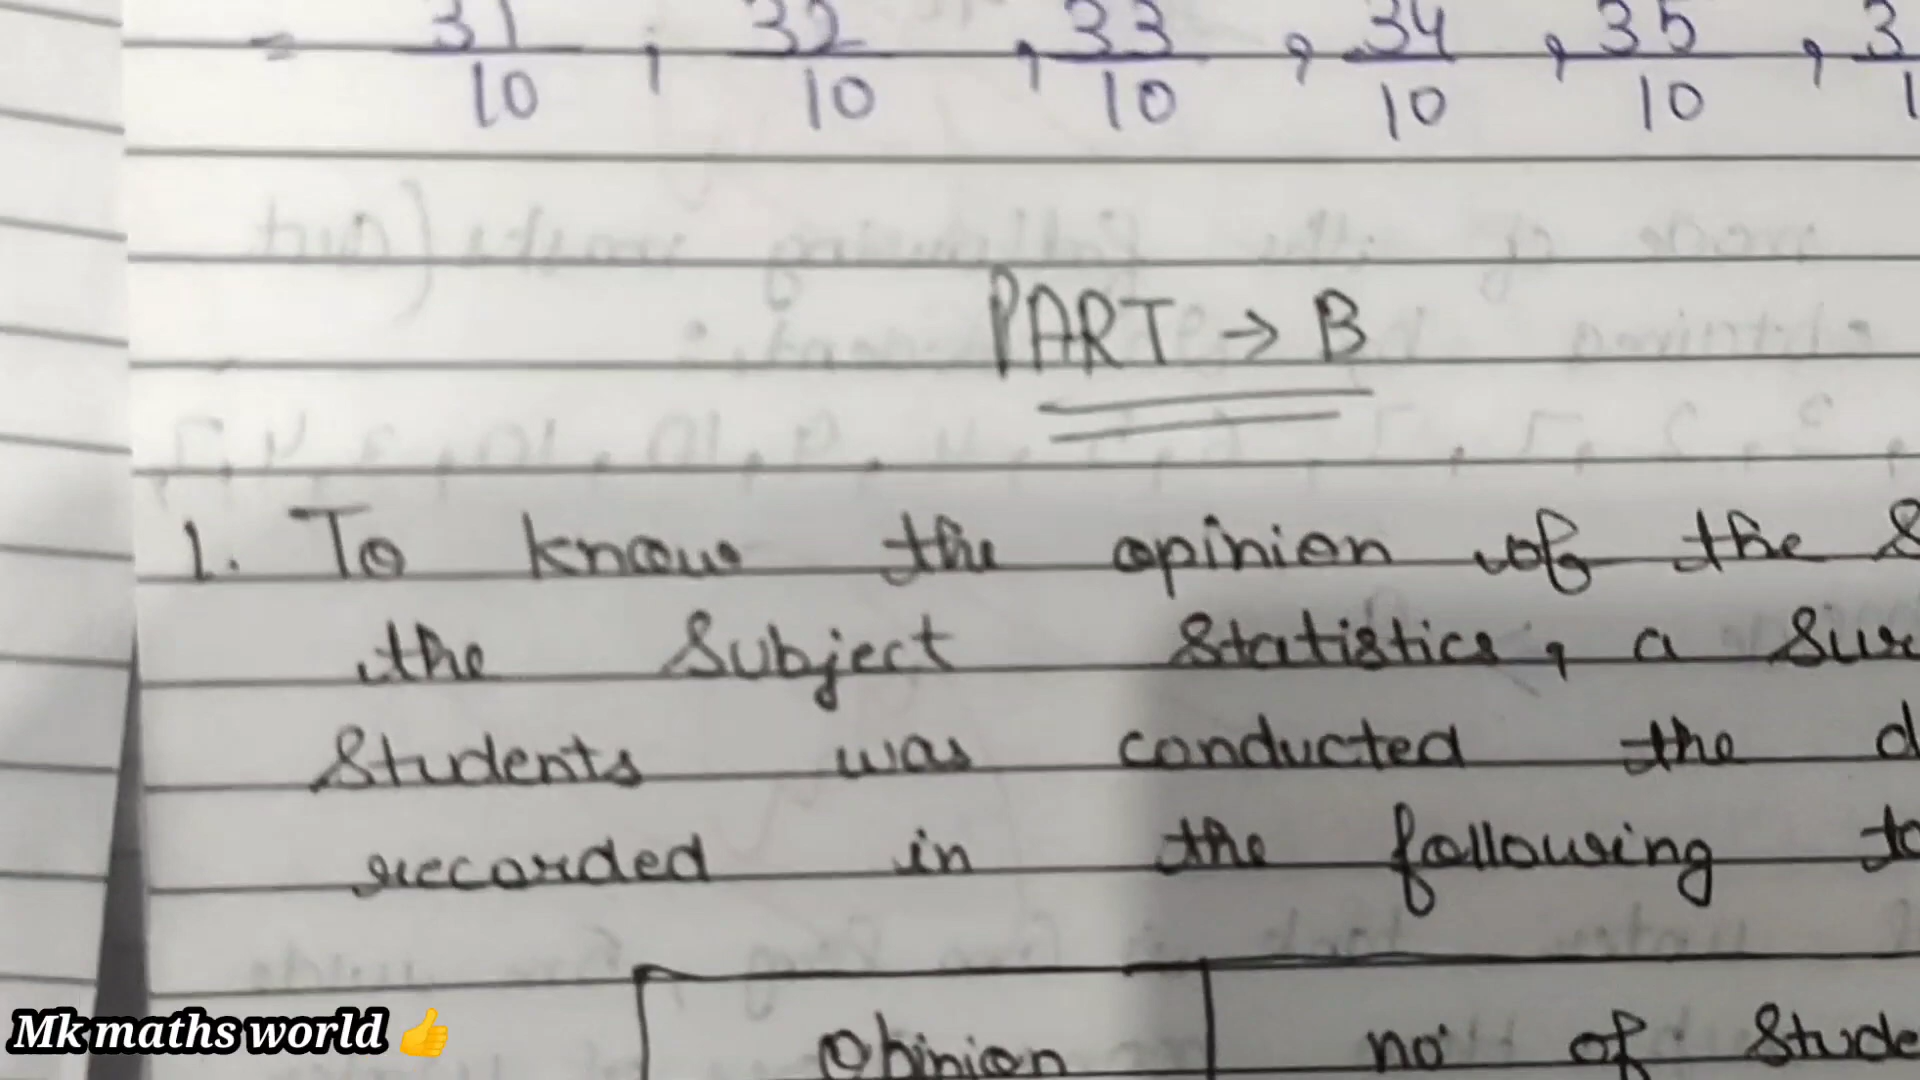 = 31/10 , 32/10 , 33/10 , 34/10 , 35/10 ,
PART → B
1. To know the opinion of the
the Subject Statistics, a
Students was conducted the
recorded in the following
Opinion no of
Mk maths world 👍